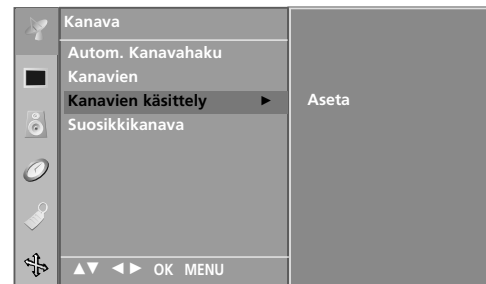 Kanava
Autom. Kanavahaku
Kanavien
Kanavien käsittely ►
Aseta
Suosikkikanava
▲▼ ◄► OK MENU